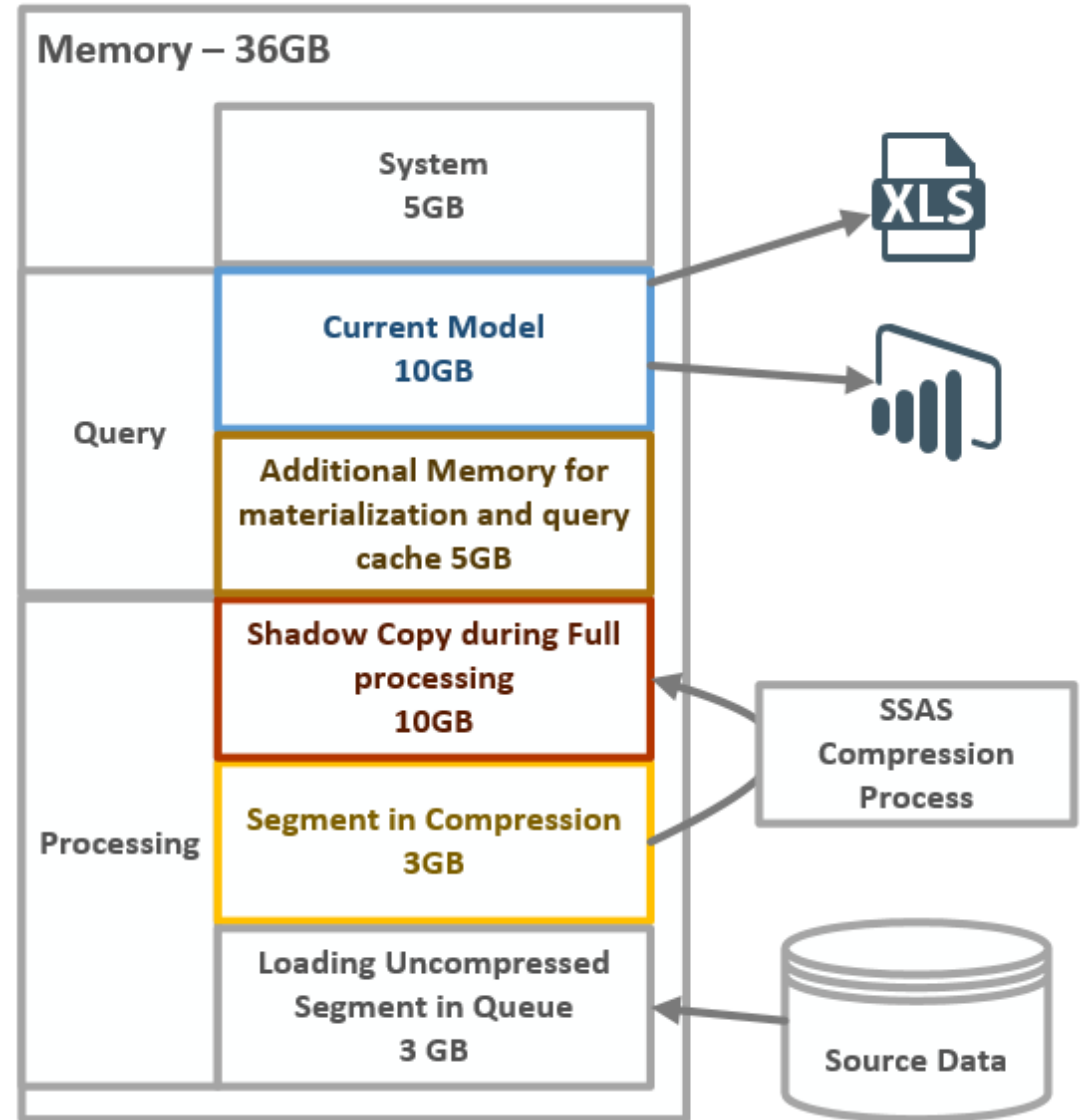 Memory – 36GB
System
5GB
Query
Current Model
10GB
Additional Memory for
materialization and query
cache 5GB
Processing
Shadow Copy during Full
processing
10GB
Segment in Compression
3GB
Loading Uncompressed
Segment in Queue
3 GB
XLS
SSAS
Compression
Process
Source Data